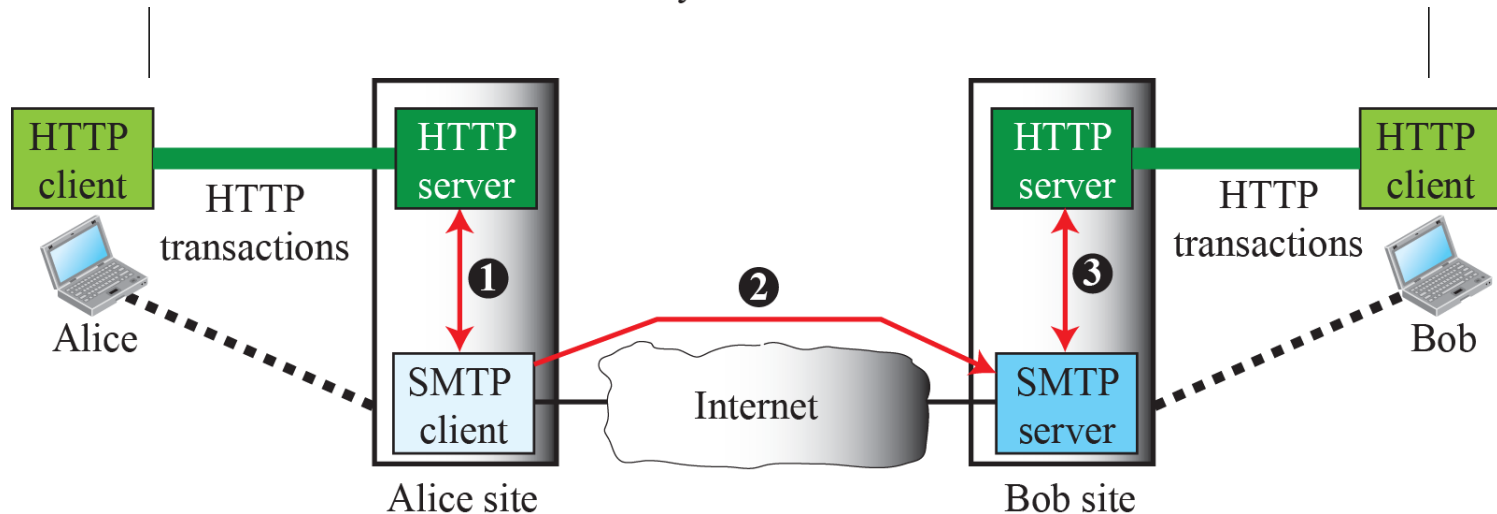 HTTP
client
HTTP
server
HTTP
server
HTTP
client
HTTP
transactions
HTTP
transactions
1
2
3
Alice
Bob
SMTP
client
Internet
SMTP
server
Alice site
Bob site